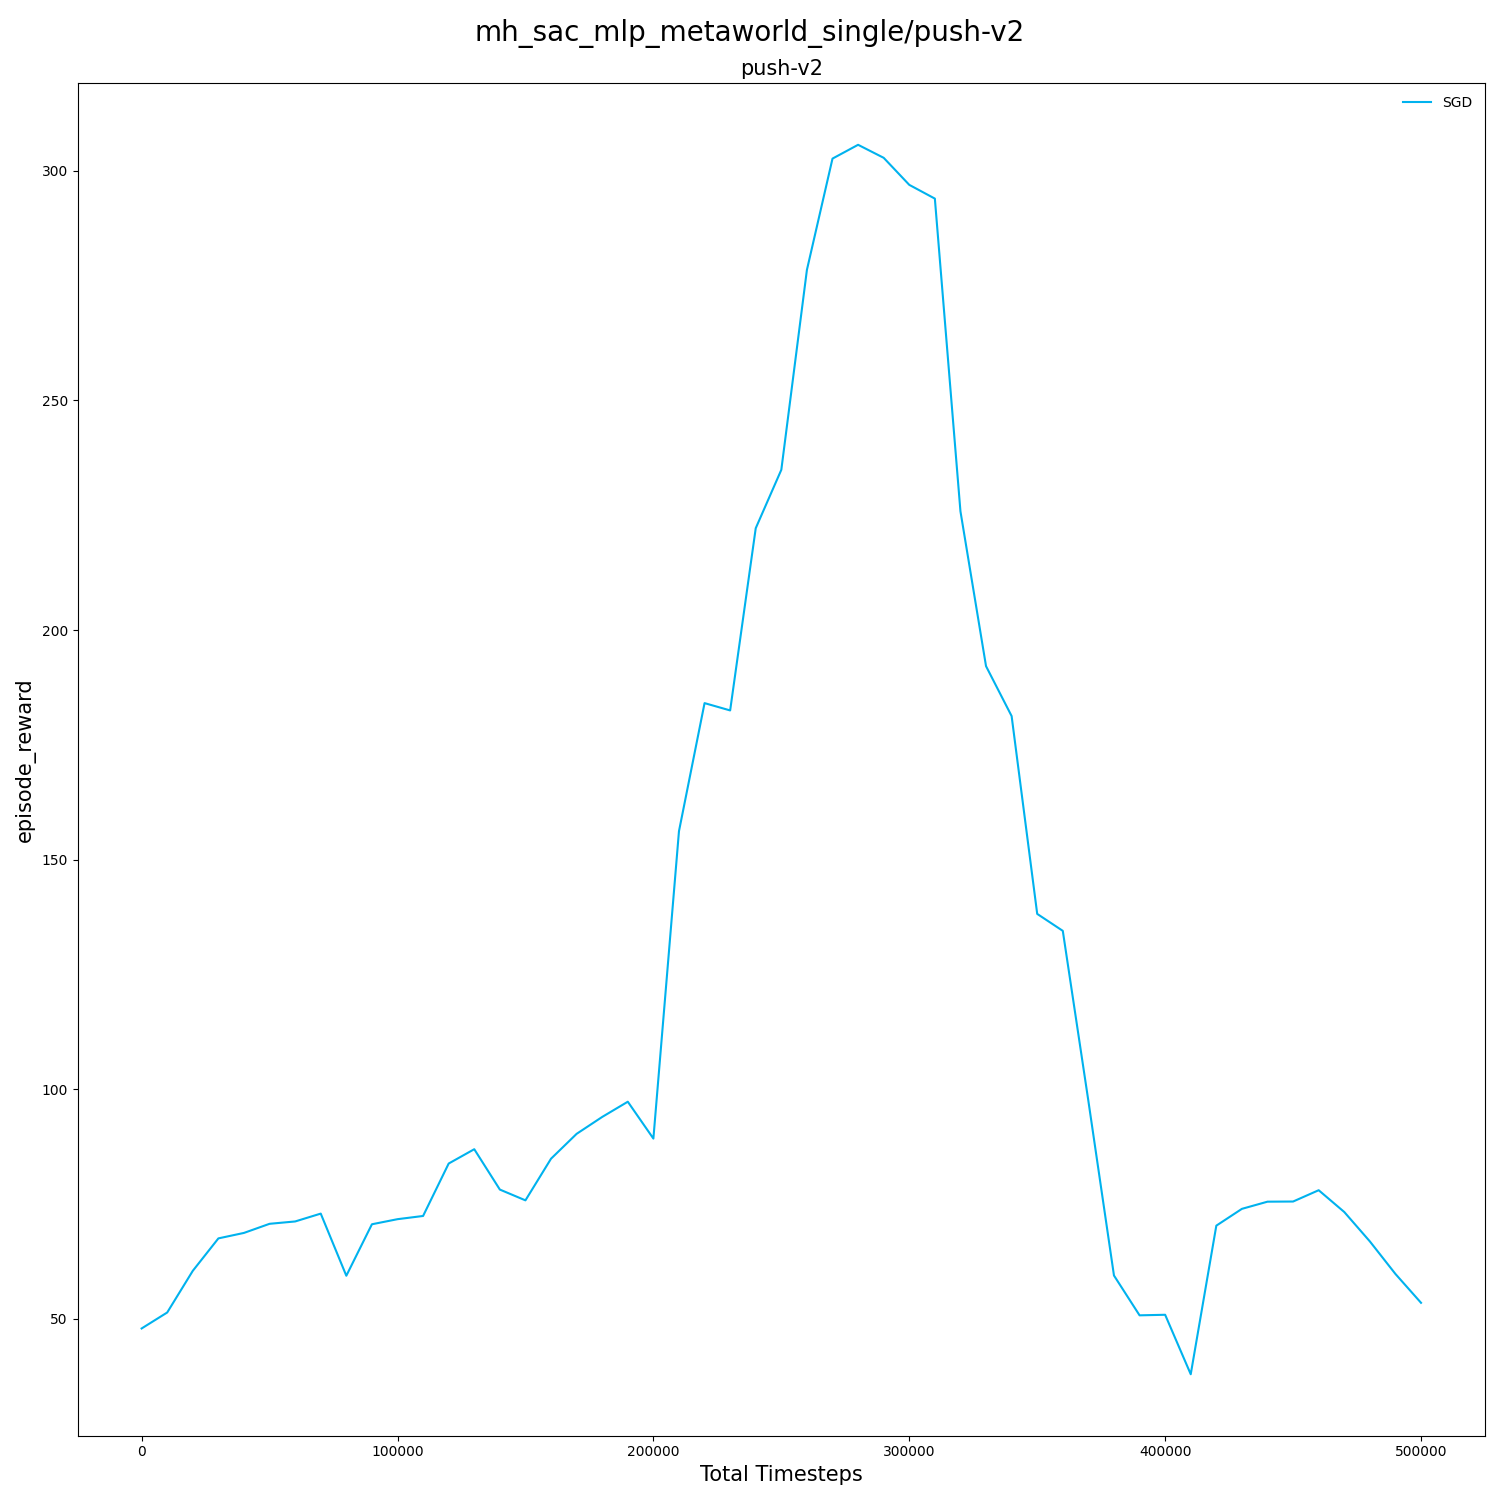 mh_sac_mlp_metaworld_single/push-v2
push-v2
SGD
300
250
200
150
100
50
episode_reward
0 100000 200000 300000 400000 500000
Total Timesteps